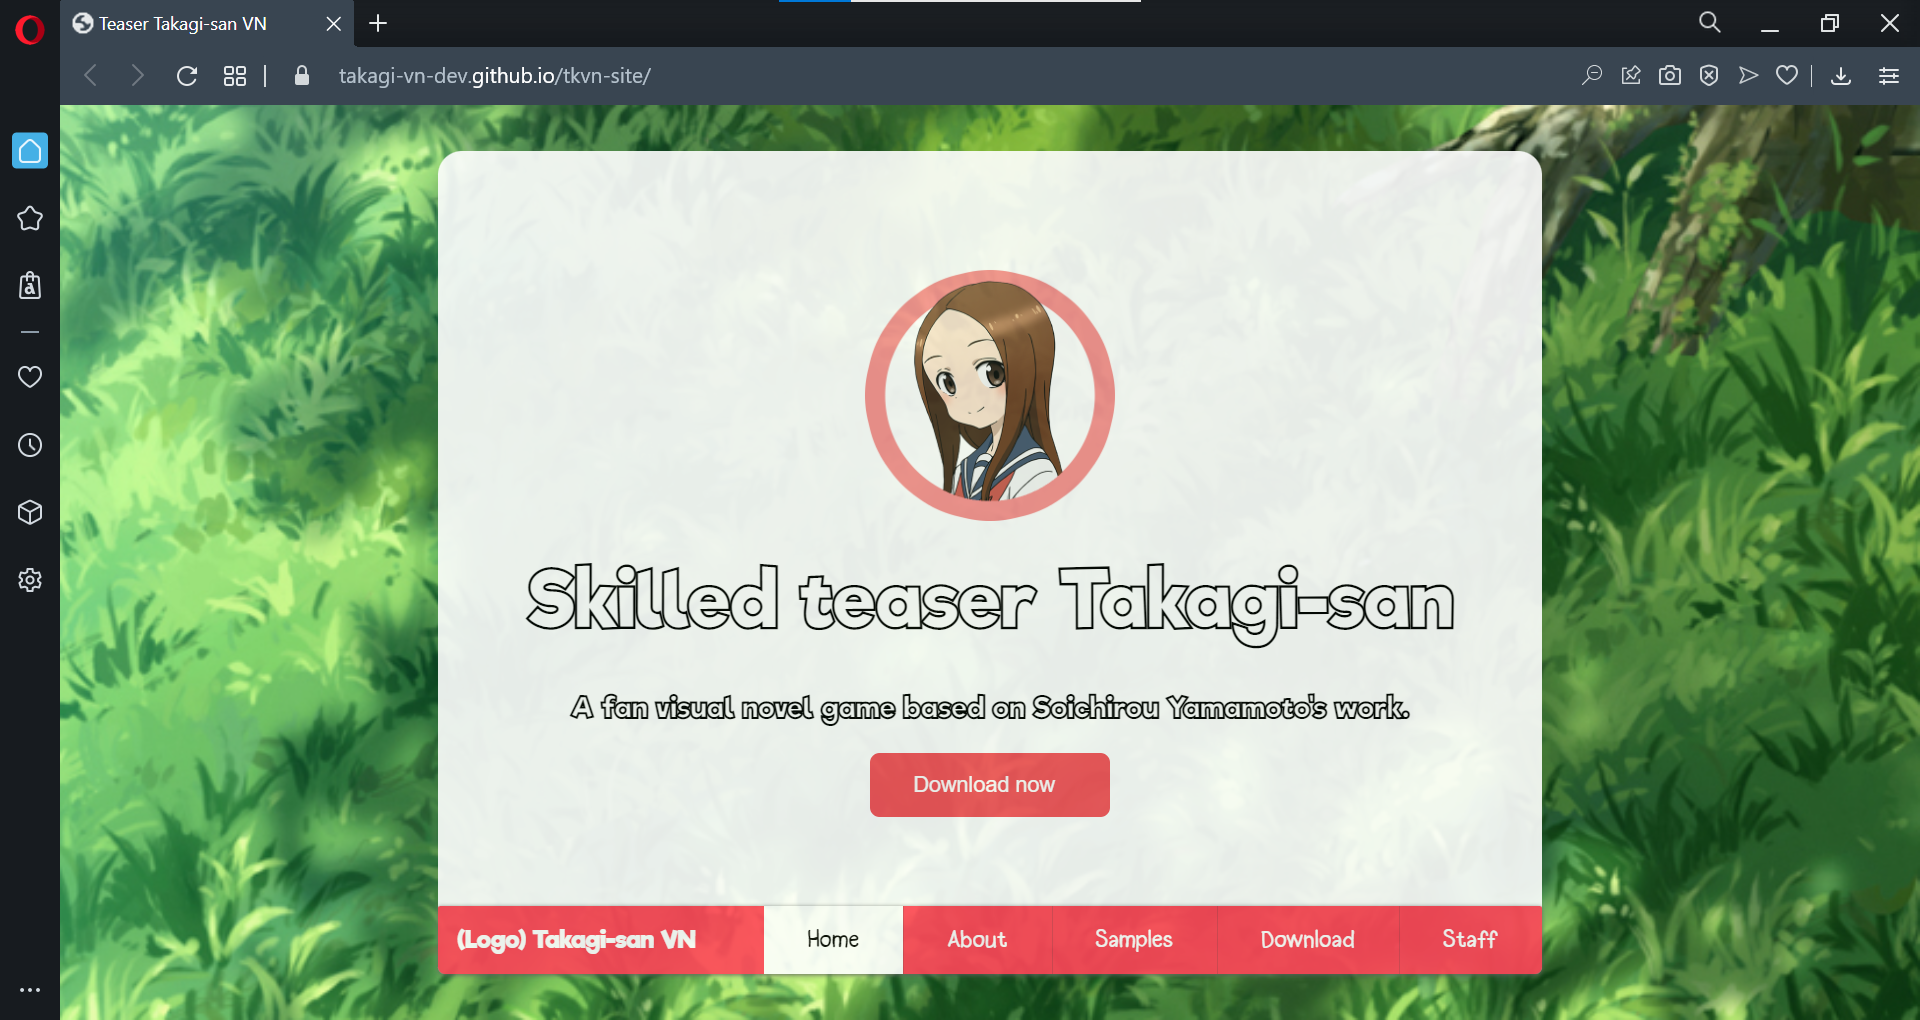 Teaser Takagi-san VN
takagi-vn-dev.github.io/tkvn-site/
Skilled teaser Takagi-san
A fan visual novel game based on Soichirou Yamamoto's work.
Download now
(Logo) Takagi-san VN Home About Samples Download Staff